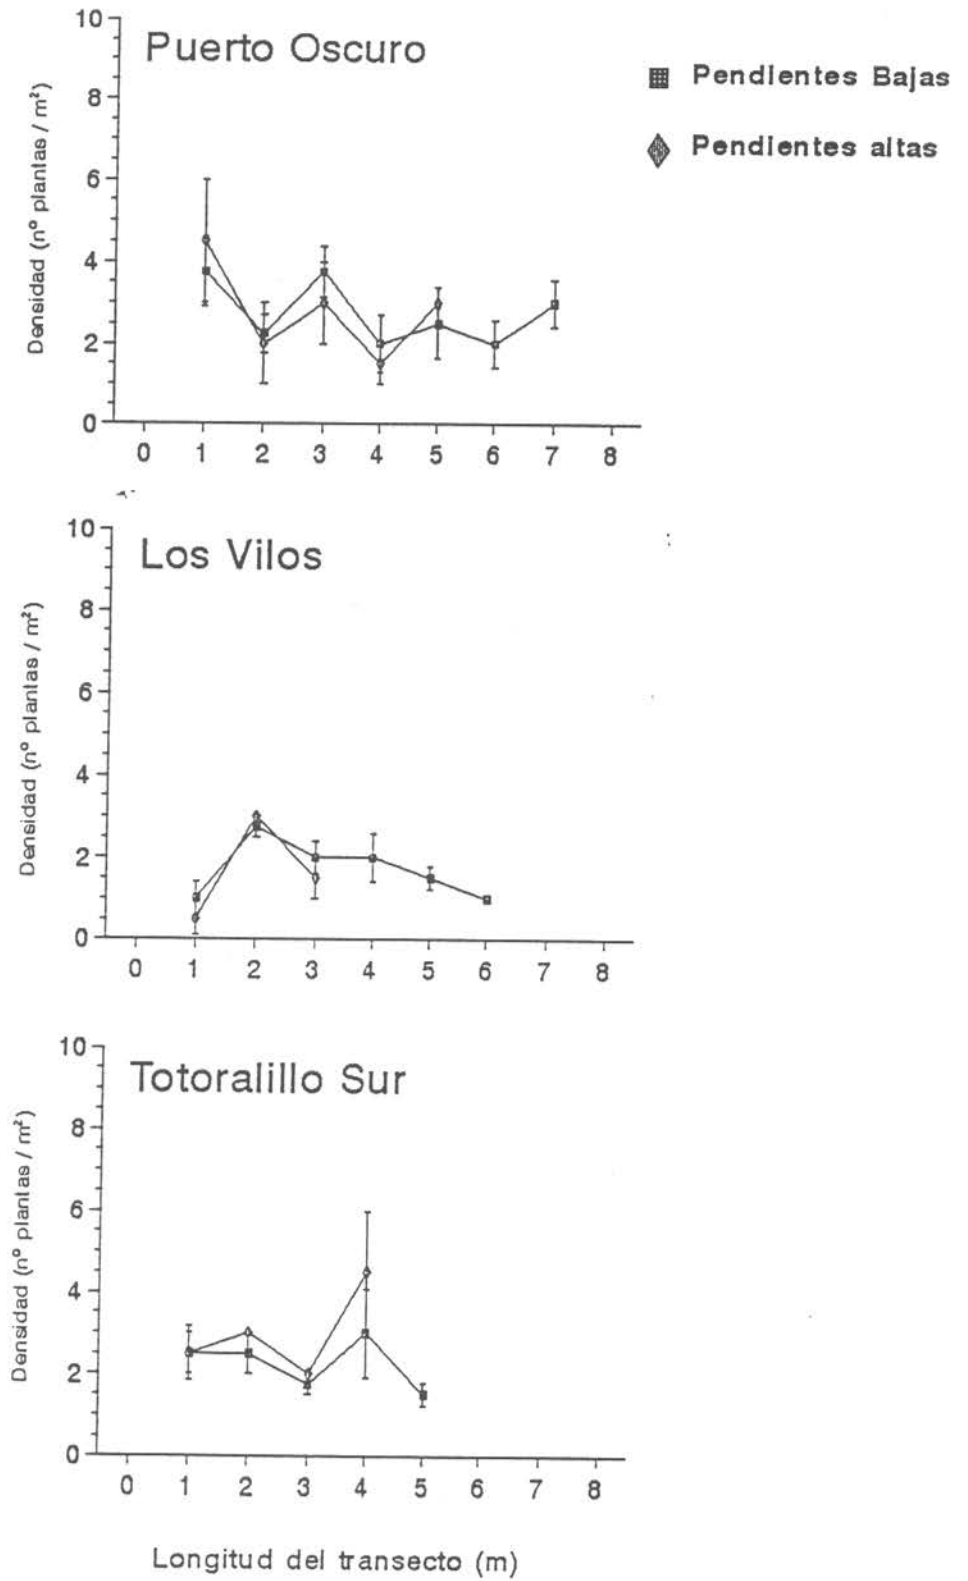 Puerto Oscuro
Pendientes Bajas
Pendientes altas
Densidad (nº plantas / m²)
10
8
6
4
2
0
0 1 2 3 4 5 6 7 8
Los Vilos
Densidad (nº plantas / m²)
10
8
6
4
2
0
0 1 2 3 4 5 6 7 8
Totoralillo Sur
Densidad (nº plantas / m²)
10
8
6
4
2
0
0 1 2 3 4 5 6 7 8
Longitud del transecto (m)